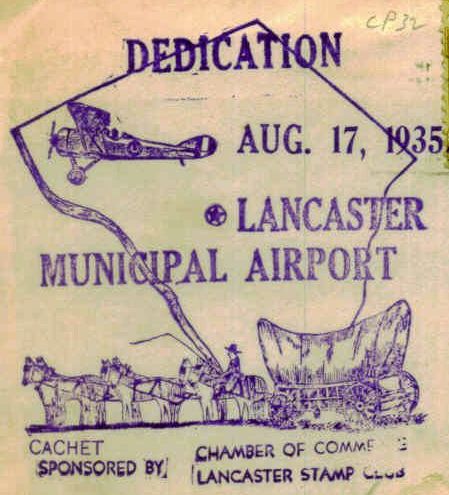 CP32
DEDICATION
AUG. 17, 1935
LANCASTER
MUNICIPAL AIRPORT
CACHET
SPONSORED BY
CHAMBER OF COMME
LANCASTER STAMP CLUB